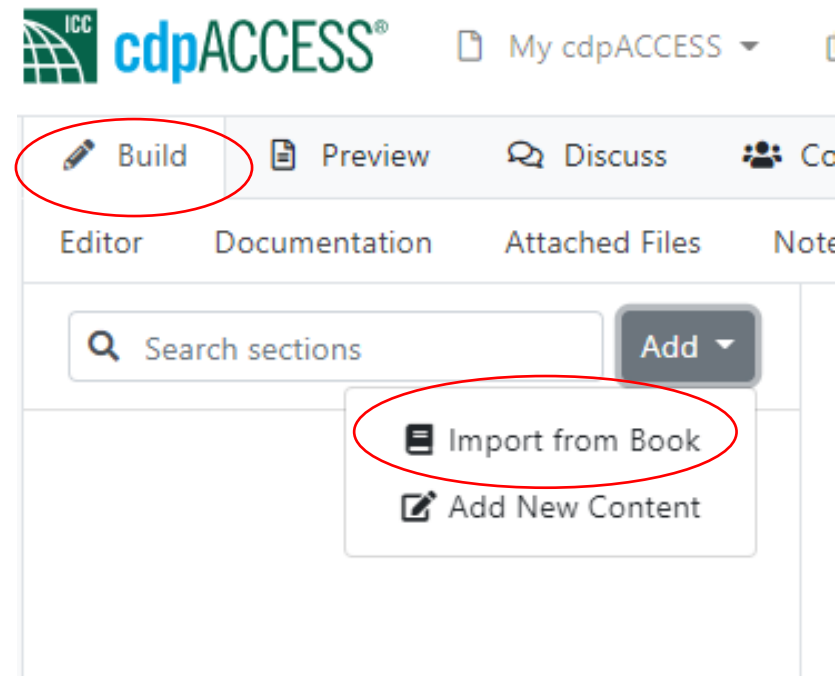 ICC cdpACCESS® My cdpACCESS
Build Preview Discuss
Editor Documentation Attached Files
Search sections Add
Import from Book
Add New Content